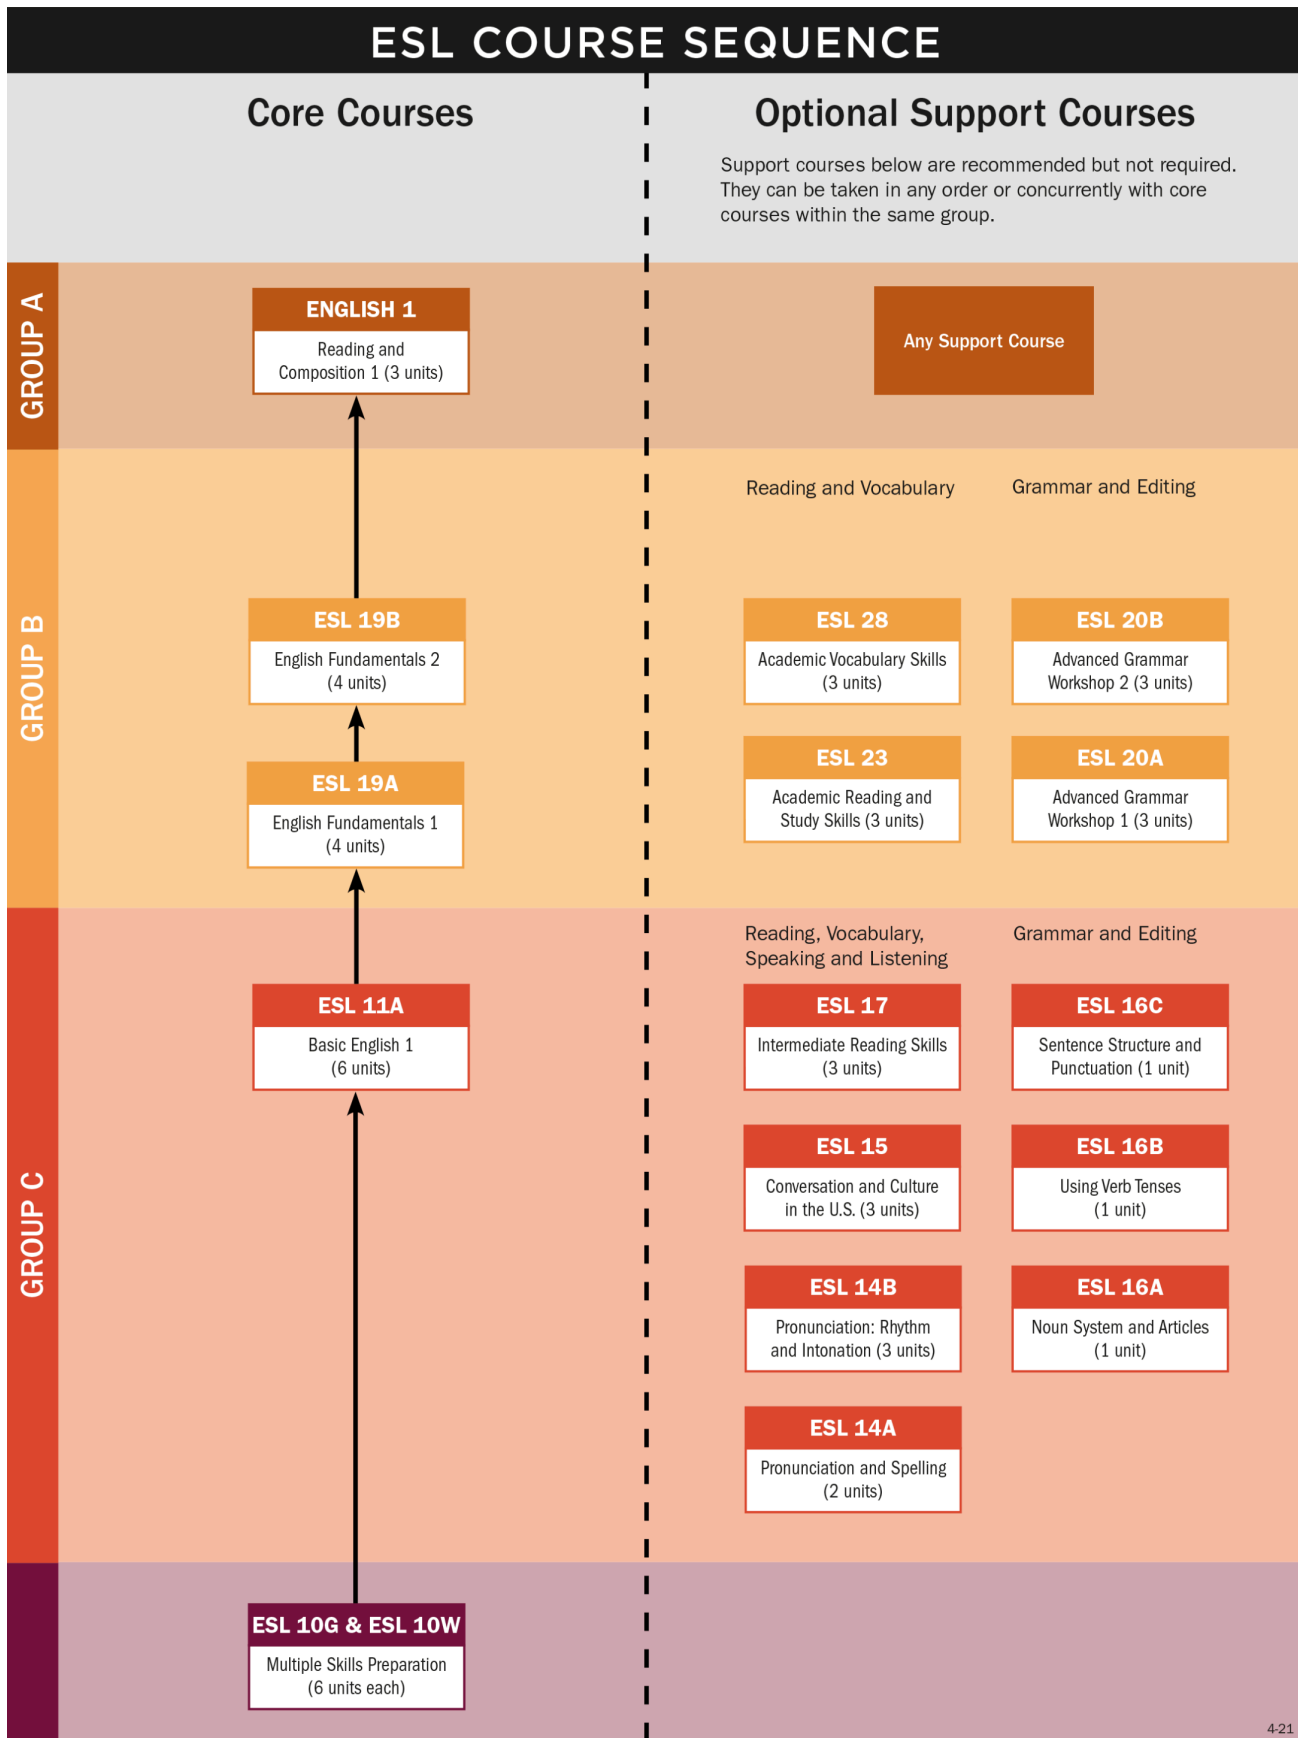 ESL COURSE SEQUENCE
Core Courses
Optional Support Courses
Support courses below are recommended but not required.
They can be taken in any order or concurrently with core
courses within the same group.
GROUP A
ENGLISH 1
Reading and
Composition 1 (3 units)
Any Support Course
GROUP B
Reading and Vocabulary
Grammar and Editing
ESL 19B
English Fundamentals 2
(4 units)
ESL 28
Academic Vocabulary Skills
(3 units)
ESL 20B
Advanced Grammar
Workshop 2 (3 units)
ESL 19A
English Fundamentals 1
(4 units)
ESL 23
Academic Reading and
Study Skills (3 units)
ESL 20A
Advanced Grammar
Workshop 1 (3 units)
GROUP C
Reading, Vocabulary,
Speaking and Listening
Grammar and Editing
ESL 11A
Basic English 1
(6 units)
ESL 17
Intermediate Reading Skills
(3 units)
ESL 16C
Sentence Structure and
Punctuation (1 unit)
ESL 15
Conversation and Culture
in the U.S. (3 units)
ESL 16B
Using Verb Tenses
(1 unit)
ESL 14B
Pronunciation: Rhythm
and Intonation (3 units)
ESL 16A
Noun System and Articles
(1 unit)
ESL 14A
Pronunciation and Spelling
(2 units)
ESL 10G & ESL 10W
Multiple Skills Preparation
(6 units each)
4-21